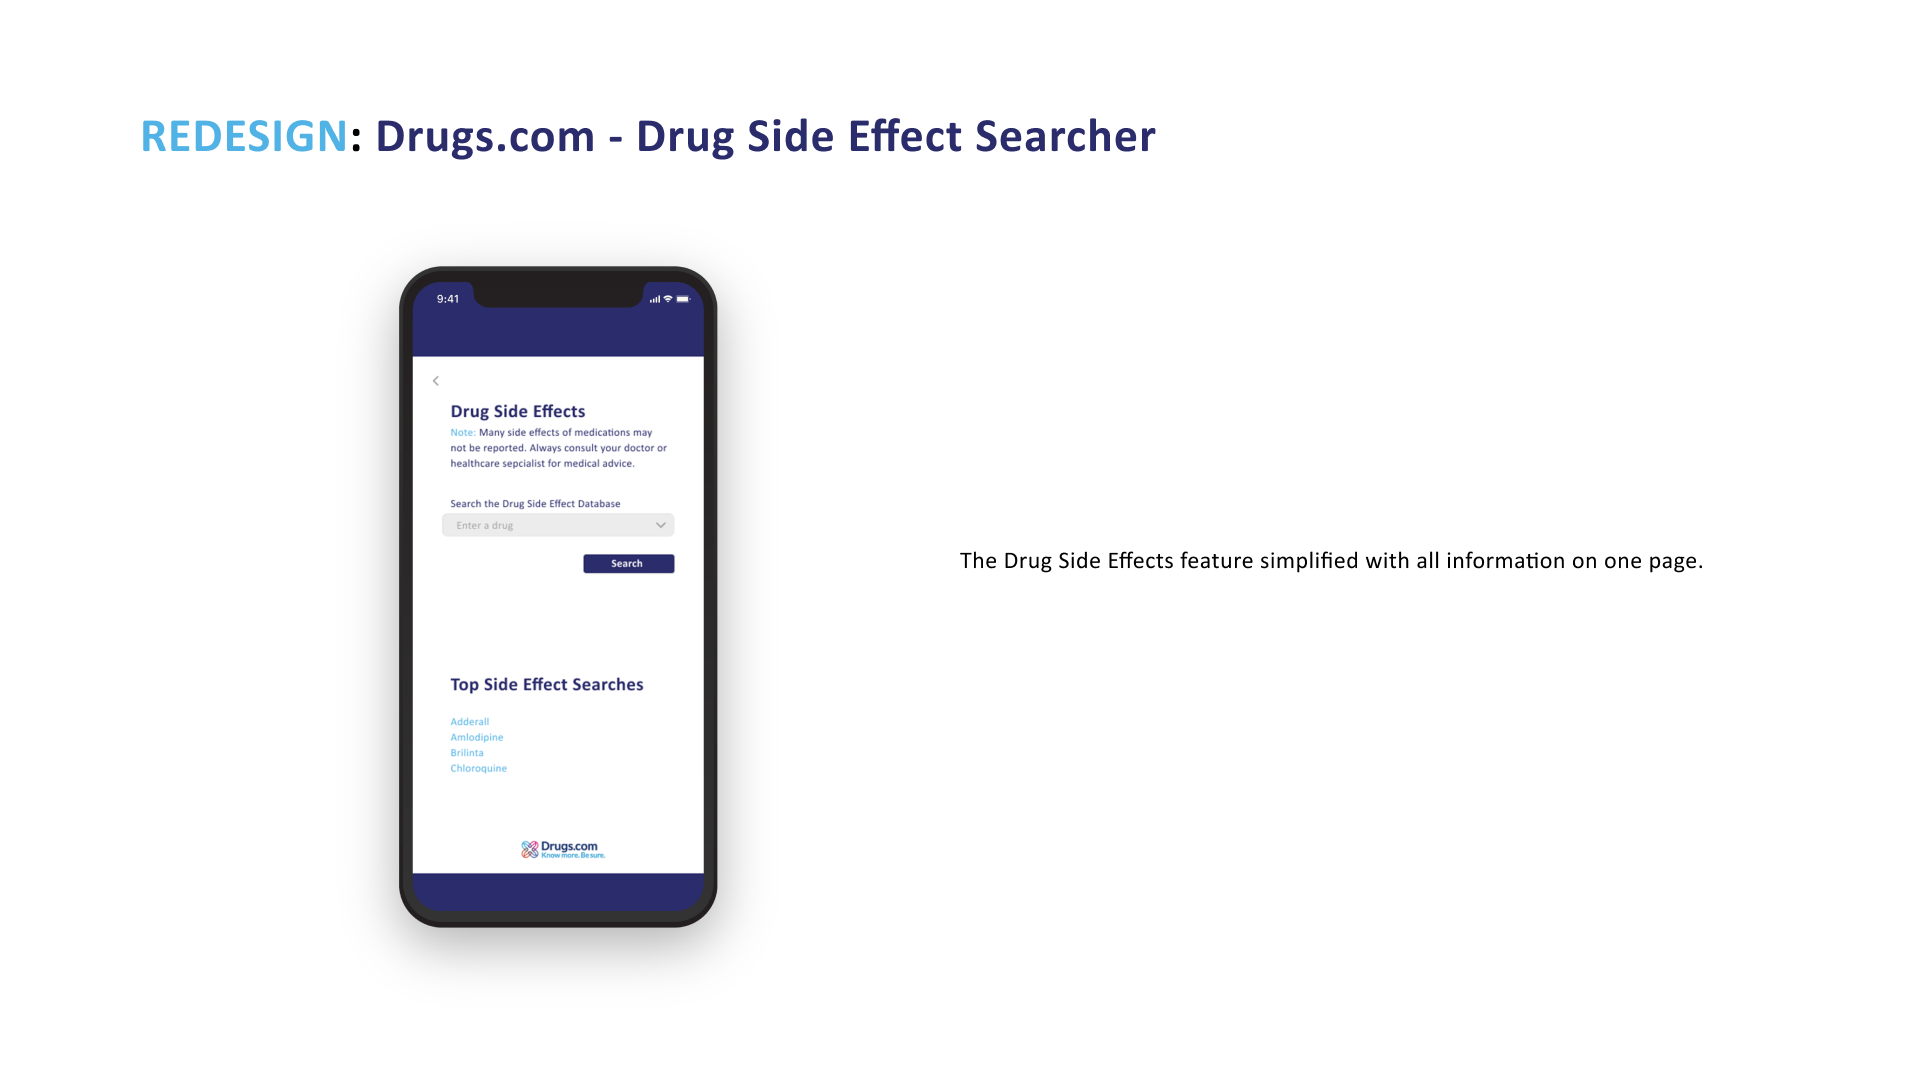 REDESIGN: Drugs.com - Drug Side Effect Searcher
9:41
Drug Side Effects
Note: Many side effects of medications may
not be reported. Always consult your doctor or
healthcare sepcialist for medical advice.
Search the Drug Side Effect Database
Enter a drug
Search
The Drug Side Effects feature simplified with all information on one page.
Top Side Effect Searches
Adderall
Amlodipine
Brilinta
Chloroquine
Drugs.com
Know more. Be sure.